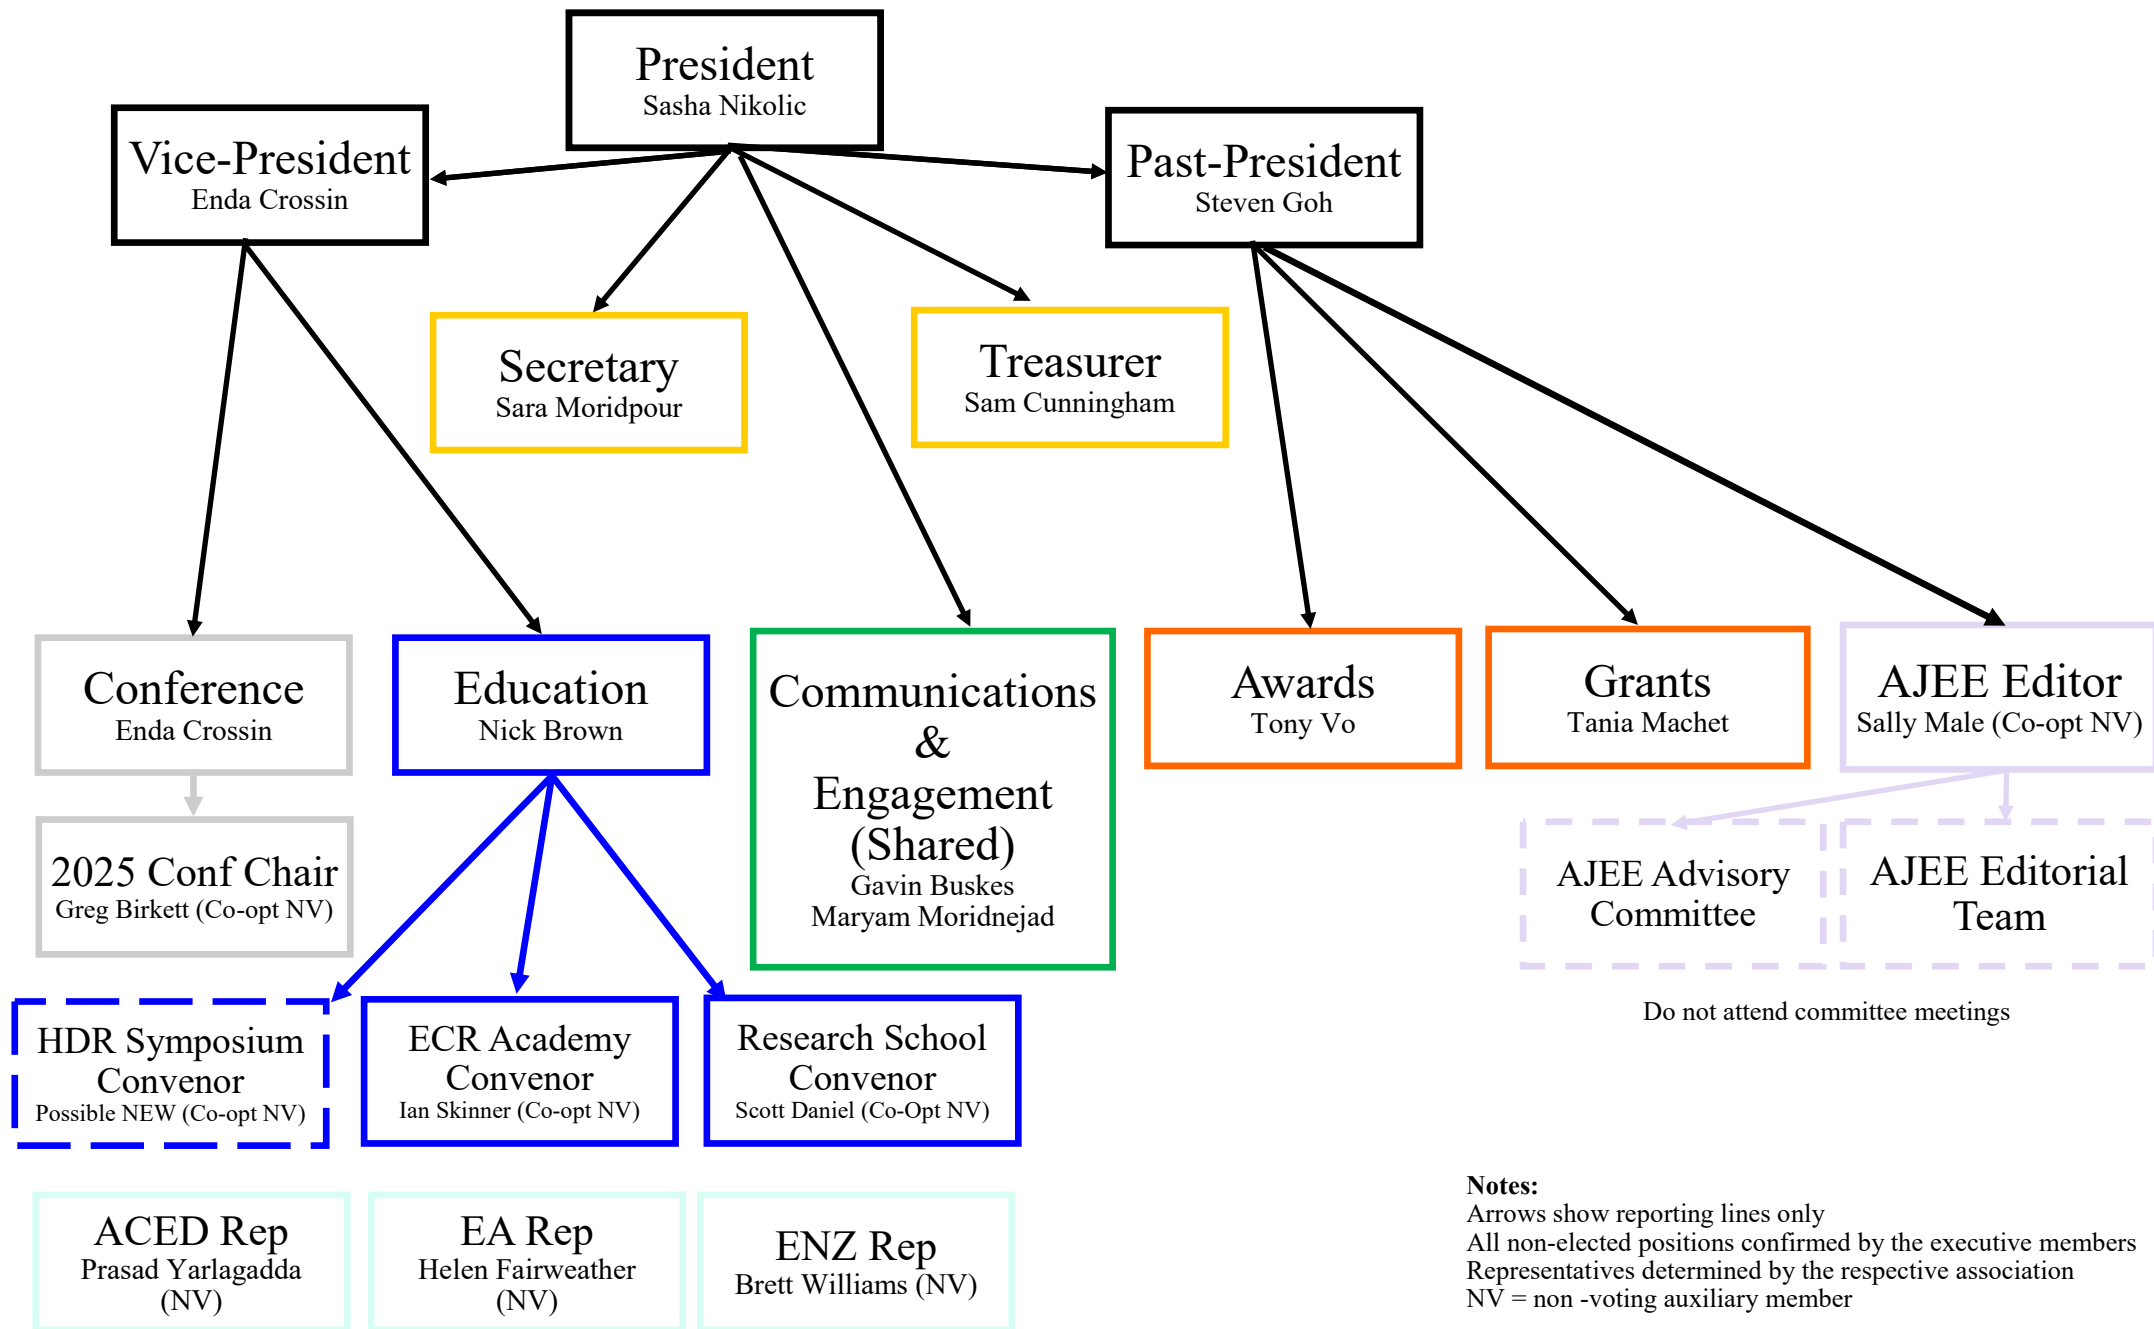 President
Sasha Nikolic
Vice-President
Enda Crossin
Past-President
Steven Goh
Secretary
Sara Moridpour
Treasurer
Sam Cunningham
Conference
Enda Crossin
Education
Nick Brown
Communications
&
Engagement
(Shared)
Gavin Buskes
Maryam Moridnejad
Awards
Tony Vo
Grants
Tania Machet
AJEE Editor
Sally Male (Co-opt NV)
2025 Conf Chair
Greg Birkett (Co-opt NV)
AJEE Advisory
Committee
AJEE Editorial
Team
Do not attend committee meetings
HDR Symposium
Convenor
Possible NEW (Co-opt NV)
ECR Academy
Convenor
Ian Skinner (Co-opt NV)
Research School
Convenor
Scott Daniel (Co-Opt NV)
ACED Rep
Prasad Yarlagadda
(NV)
EA Rep
Helen Fairweather
(NV)
ENZ Rep
Brett Williams (NV)
Notes:
Arrows show reporting lines only
All non-elected positions confirmed by the executive members
Representatives determined by the respective association
NV = non -voting auxiliary member